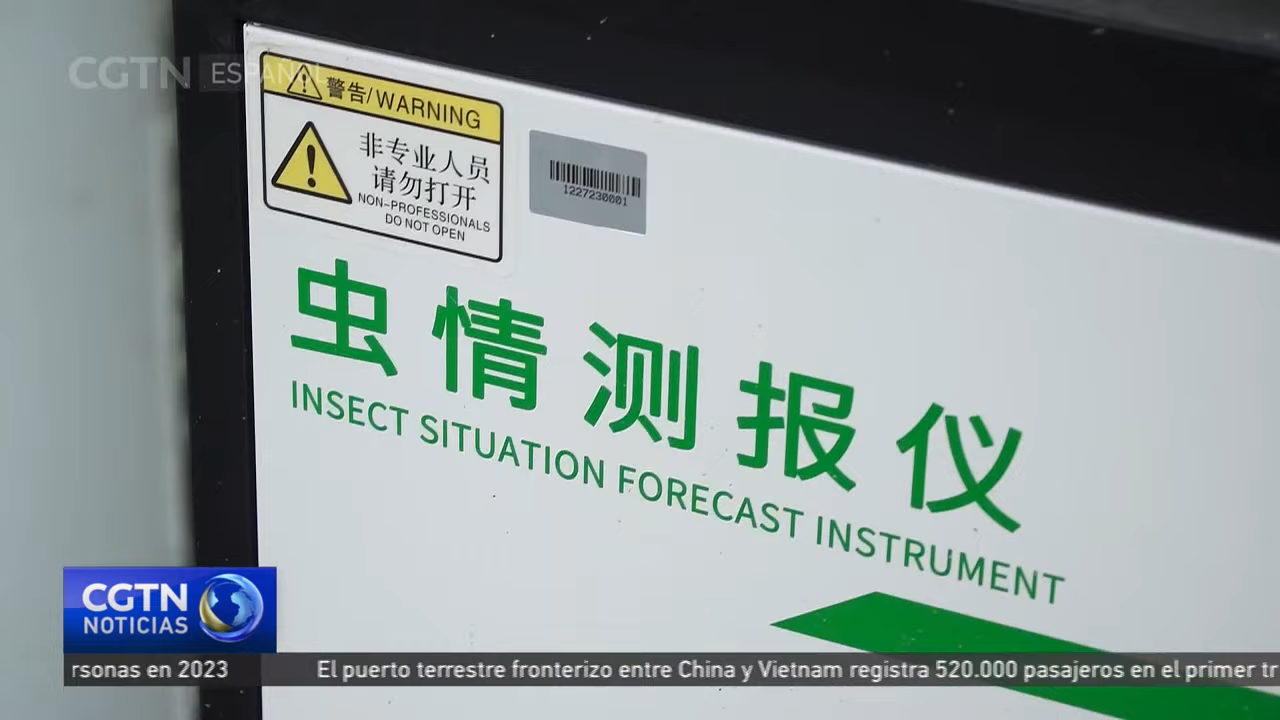 CGTN ESPAÑOL
警告/WARNING
非专业人员
请勿打开
NON-PROFESSIONALS
DO NOT OPEN
1227230001
虫情测报仪
INSECT SITUATION FORECAST INSTRUMENT
CGTN
NOTICIAS
rsonas en 2023 El puerto terrestre fronterizo entre China y Vietnam registra 520.000 pasajeros en el primer tr